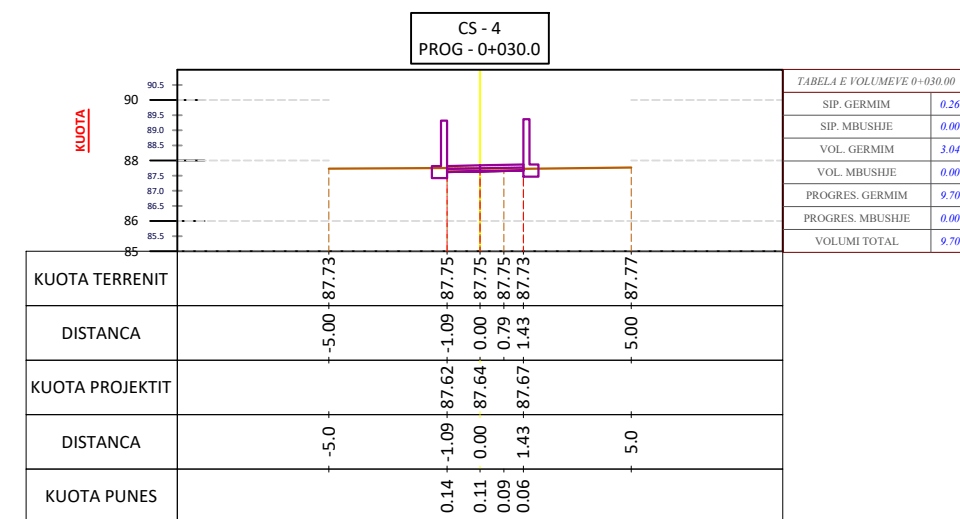 CS - 4
PROG - 0+030.0
KUOTA
90.5
90
89.5
89.0
88.5
88
87.5
87.0
86.5
86
85.5
85
TABELA E VOLUMEVE 0+030.00
SIP. GERMIM 0.26
SIP. MBUSHJE 0.00
VOL. GERMIM 3.04
VOL. MBUSHJE 0.00
PROGRES. GERMIM 9.70
PROGRES. MBUSHJE 0.00
VOLUMI TOTAL 9.70
KUOTA TERRENIT 87.73 87.75 87.75 87.75 87.73 87.77
DISTANCA -5.00 -1.09 0.00 0.79 1.43 5.00
KUOTA PROJEKTIT 87.62 87.64 87.67
DISTANCA -5.0 -1.09 0.00 1.43 5.0
KUOTA PUNES 0.14 0.11 0.09 0.06